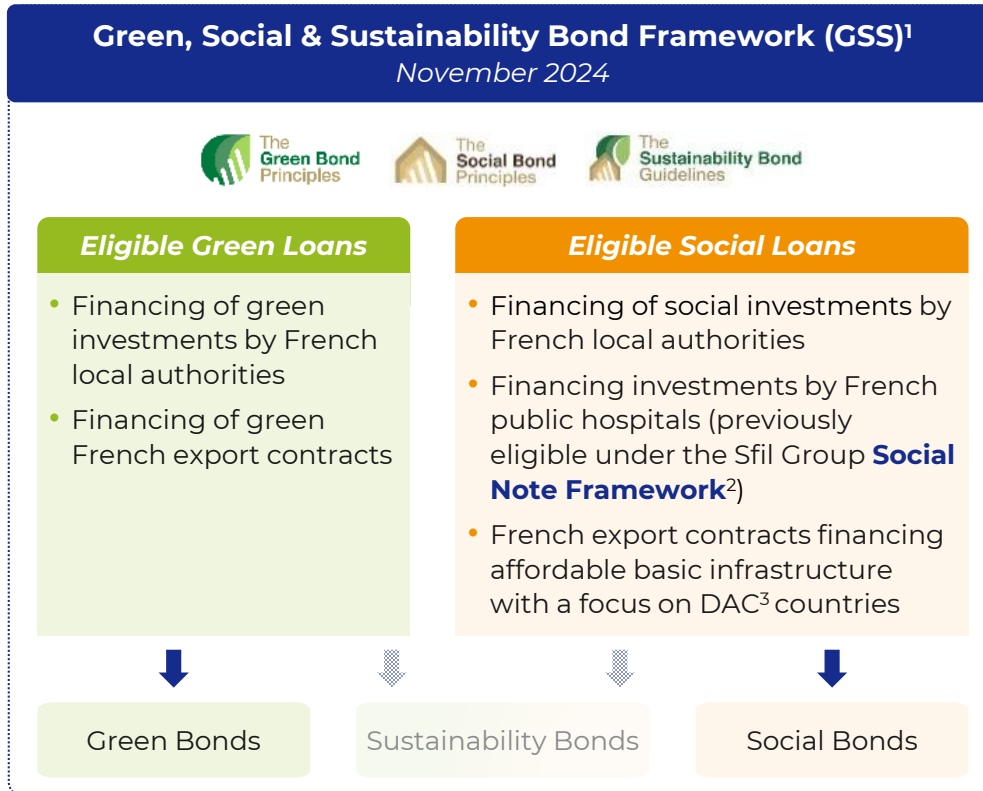 Green, Social & Sustainability Bond Framework (GSS)¹
November 2024
The
Green Bond
Principles
The
Social Bond
Principles
The
Sustainability Bond
Guidelines
Eligible Green Loans
• Financing of green
investments by French
local authorities
• Financing of green
French export contracts
Eligible Social Loans
• Financing of social investments by
French local authorities
• Financing investments by French
public hospitals (previously
eligible under the Sfil Group Social
Note Framework²)
• French export contracts financing
affordable basic infrastructure
with a focus on DAC³ countries
Green Bonds
Sustainability Bonds
Social Bonds